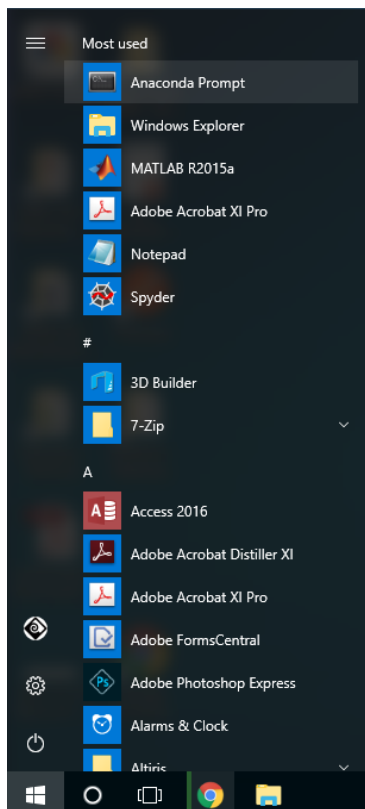 Most used
Anaconda Prompt
Windows Explorer
MATLAB R2015a
Adobe Acrobat XI Pro
Notepad
Spyder
#
3D Builder
7-Zip
A
Access 2016
Adobe Acrobat Distiller XI
Adobe Acrobat XI Pro
Adobe FormsCentral
Adobe Photoshop Express
Alarms & Clock
Altiris